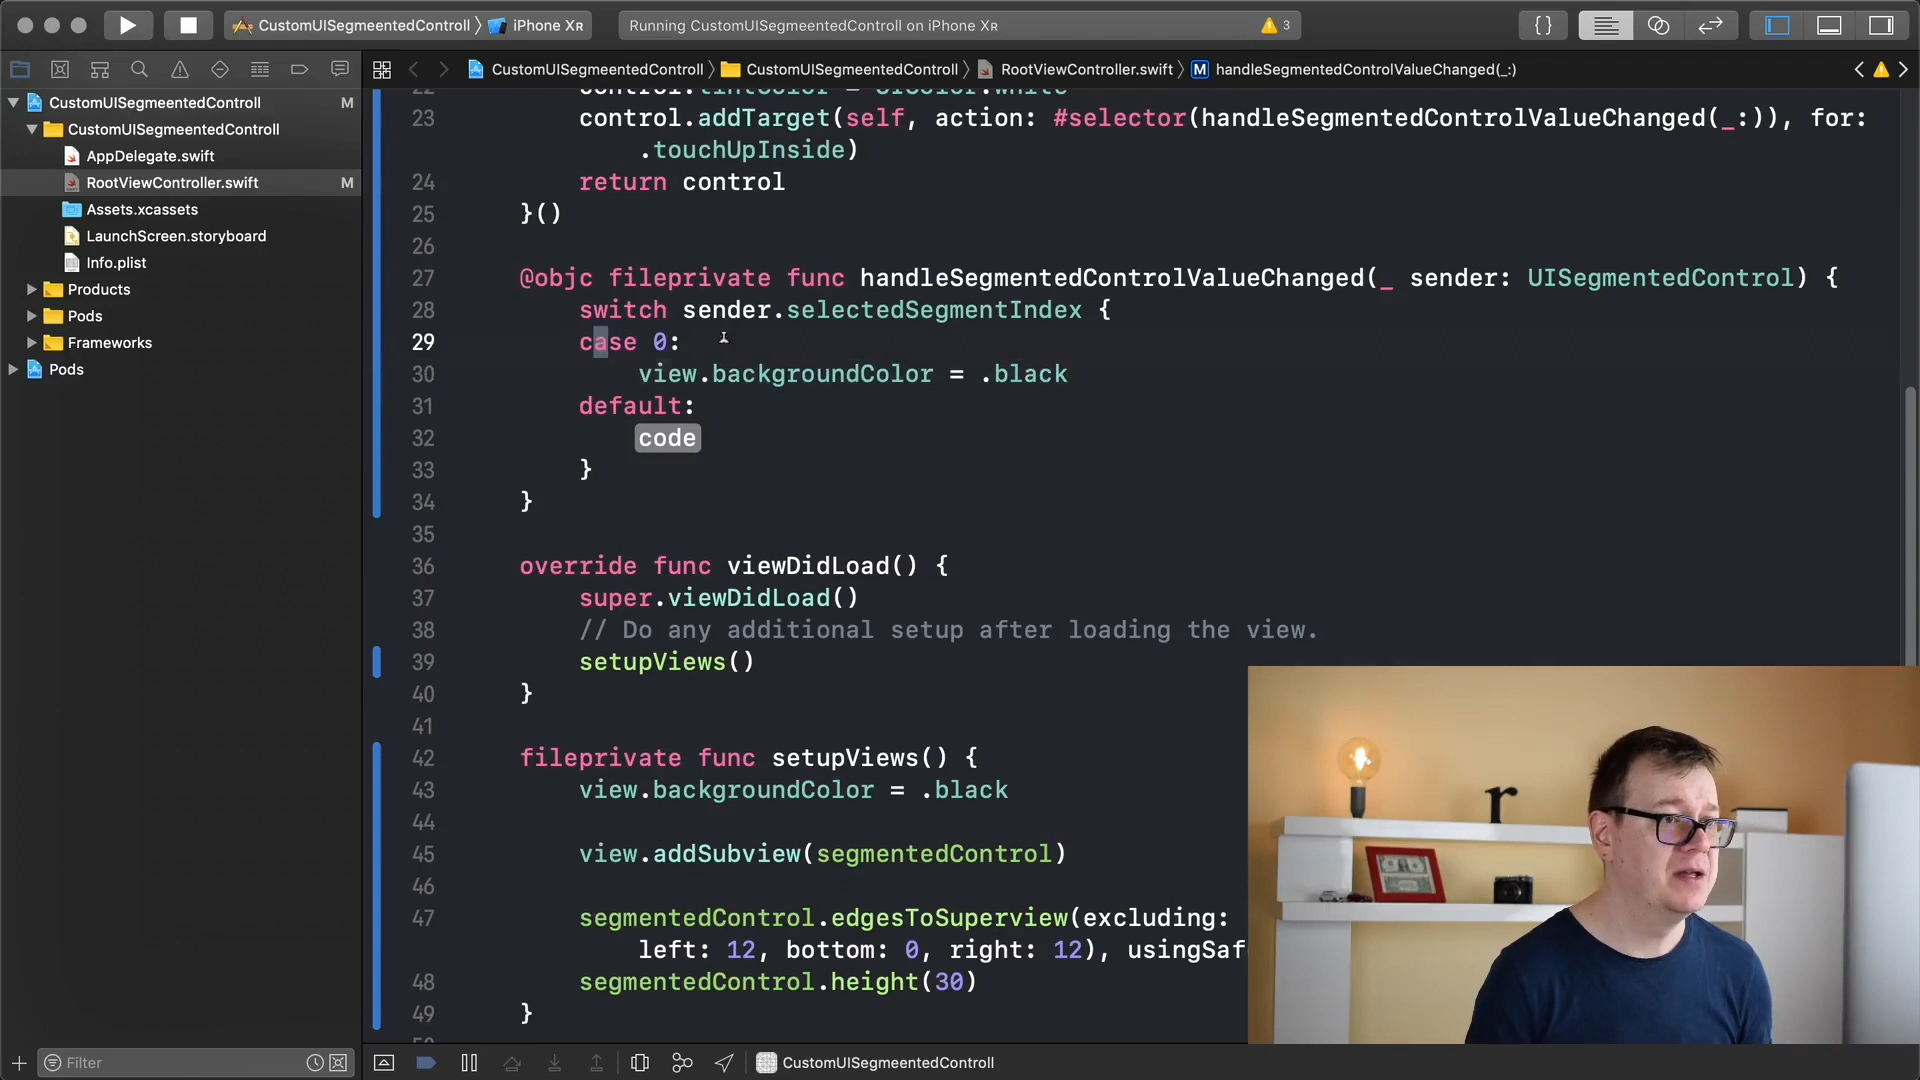 CustomUISegmeentedControll 〉 iPhone XR
Running CustomUISegmeentedControll on iPhone XR
3
{}
CustomUISegmeentedControll 〉 CustomUISegmeentedControll 〉 RootViewController.swift 〉 M handleSegmentedControlValueChanged(_:)
CustomUISegmeentedControll M
CustomUISegmeentedControll
AppDelegate.swift
RootViewController.swift M
Assets.xcassets
LaunchScreen.storyboard
Info.plist
Products
Pods
Frameworks
Pods
22 control.tintColor = UIColor.white
23 control.addTarget(self, action: #selector(handleSegmentedControlValueChanged(_:)), for:
.touchUpInside)
24 return control
25 }()
26
27 @objc fileprivate func handleSegmentedControlValueChanged(_ sender: UISegmentedControl) {
28 switch sender.selectedSegmentIndex {
29 case 0:
30 view.backgroundColor = .black
31 default:
32 code
33 }
34 }
35
36 override func viewDidLoad() {
37 super.viewDidLoad()
38 // Do any additional setup after loading the view.
39 setupViews()
40 }
41
42 fileprivate func setupViews() {
43 view.backgroundColor = .black
44
45 view.addSubview(segmentedControl)
46
47 segmentedControl.edgesToSuperview(excluding:
left: 12, bottom: 0, right: 12), usingSaf
48 segmentedControl.height(30)
49 }
Filter
CustomUISegmeentedControll